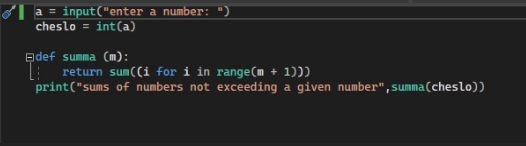 a = input("enter a number: ")
cheslo = int(a)
def summa (m):
    return sum((i for i in range(m + 1)))
print("sums of numbers not exceeding a given number",summa(cheslo))